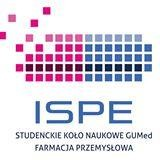 ISPE
STUDENCKIE KOŁO NAUKOWE GUMed
FARMACJA PRZEMYSŁOWA